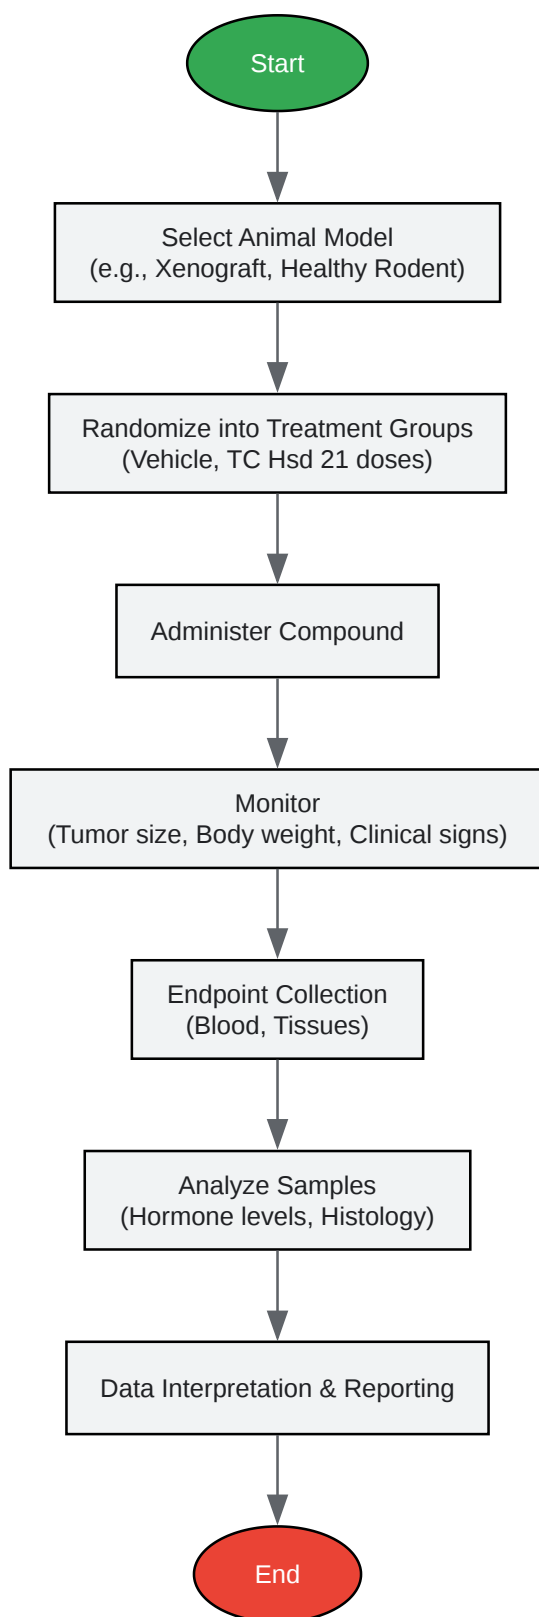 Start
Select Animal Model
(e.g., Xenograft, Healthy Rodent)
Randomize into Treatment Groups
(Vehicle, TC Hsd 21 doses)
Administer Compound
Monitor
(Tumor size, Body weight, Clinical signs)
Endpoint Collection
(Blood, Tissues)
Analyze Samples
(Hormone levels, Histology)
Data Interpretation & Reporting
End